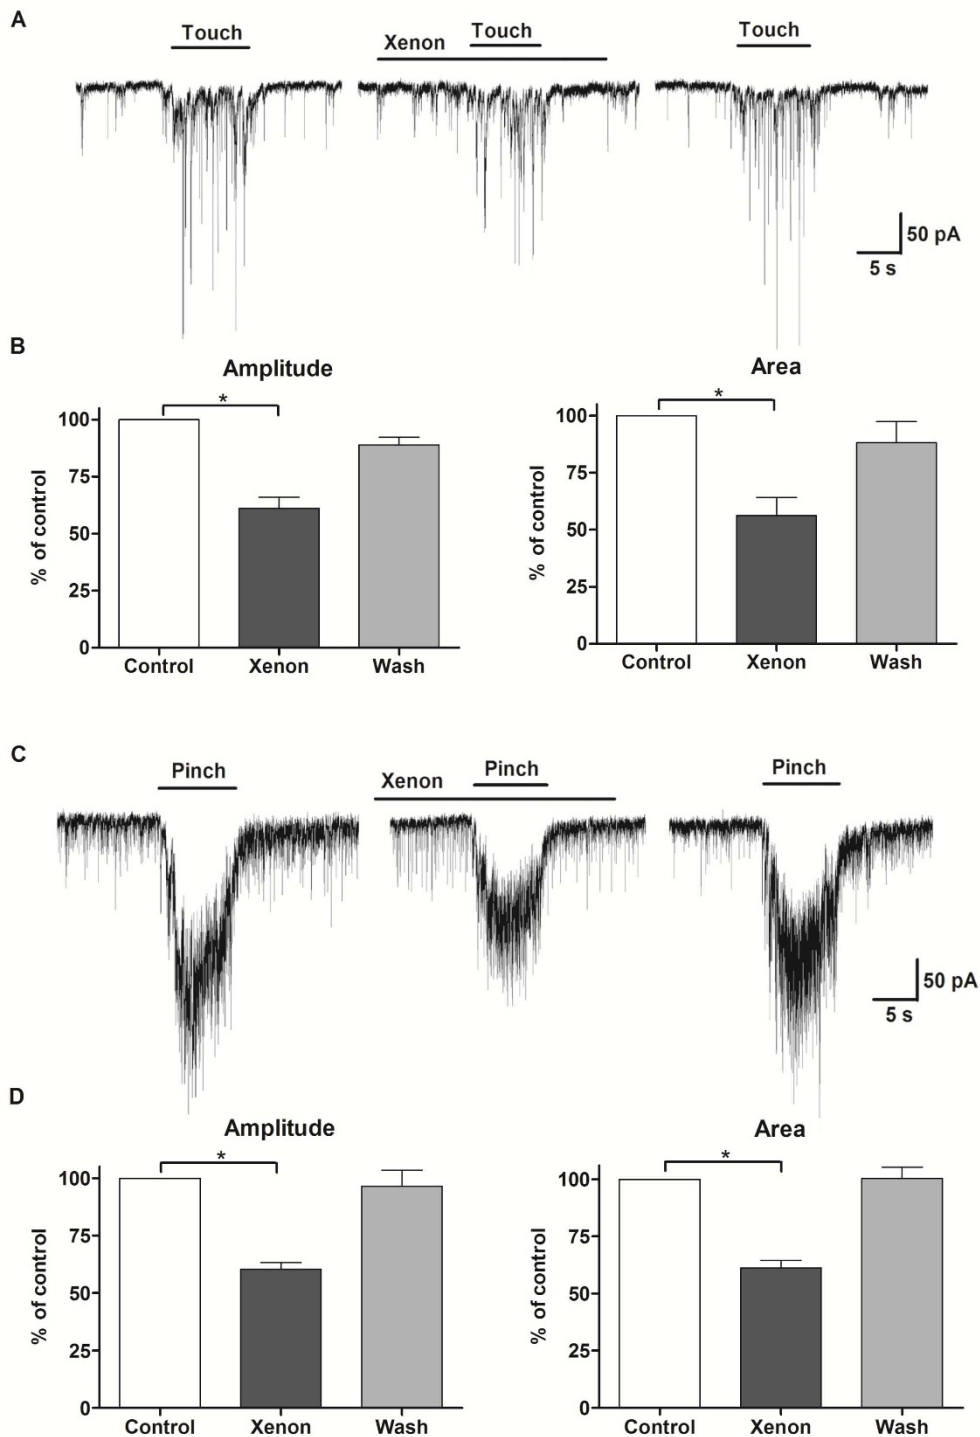 A
Touch
Xenon
Touch
Touch
50 pA
5 s
B
Amplitude
*
100
75
50
25
0
% of control
Control Xenon Wash
Area
*
100
75
50
25
0
% of control
Control Xenon Wash
C
Pinch
Xenon
Pinch
Pinch
50 pA
5 s
D
Amplitude
*
100
75
50
25
0
% of control
Control Xenon Wash
Area
*
100
75
50
25
0
% of control
Control Xenon Wash